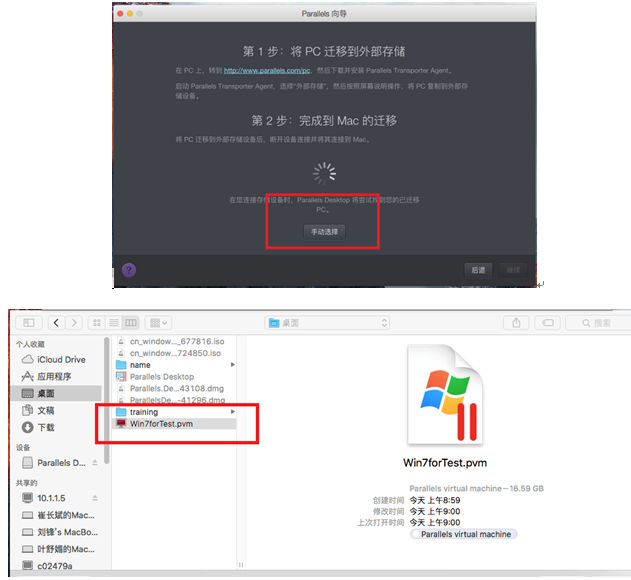 Parallels 向导
第 1 步：将 PC 迁移到外部存储
在 PC 上，转到 http://www.parallels.com/pc，然后下载并安装 Parallels Transporter Agent。
启动 Parallels Transporter Agent，选择“外部存储”，然后按照屏幕说明操作，将 PC 复制到外部存
储设备。
第 2 步：完成到 Mac 的迁移
将 PC 迁移到外部存储设备后，断开设备连接并将其连接到 Mac。
在您连接存储设备时，Parallels Desktop 将尝试找到您的已迁移
PC。
手动选择
?
后退
继续
桌面
搜索
个人收藏
iCloud Drive
应用程序
桌面
文稿
下载
设备
Parallels D...
共享的
10.1.1.5
崔长斌的Mac...
刘锋's MacBo...
叶舒媚的Mac...
c02479a
cn_window..._677816.iso
cn_window...724850.iso
name
Parallels Desktop
Parallels.De...43108.dmg
ParallelsDe...-41296.dmg
training
Win7forTest.pvm
Win7forTest.pvm
Parallels virtual machine – 16.59 GB
创建时间 今天 上午8:59
修改时间 今天 上午9:00
上次打开时间 今天 上午9:00
Parallels virtual machine